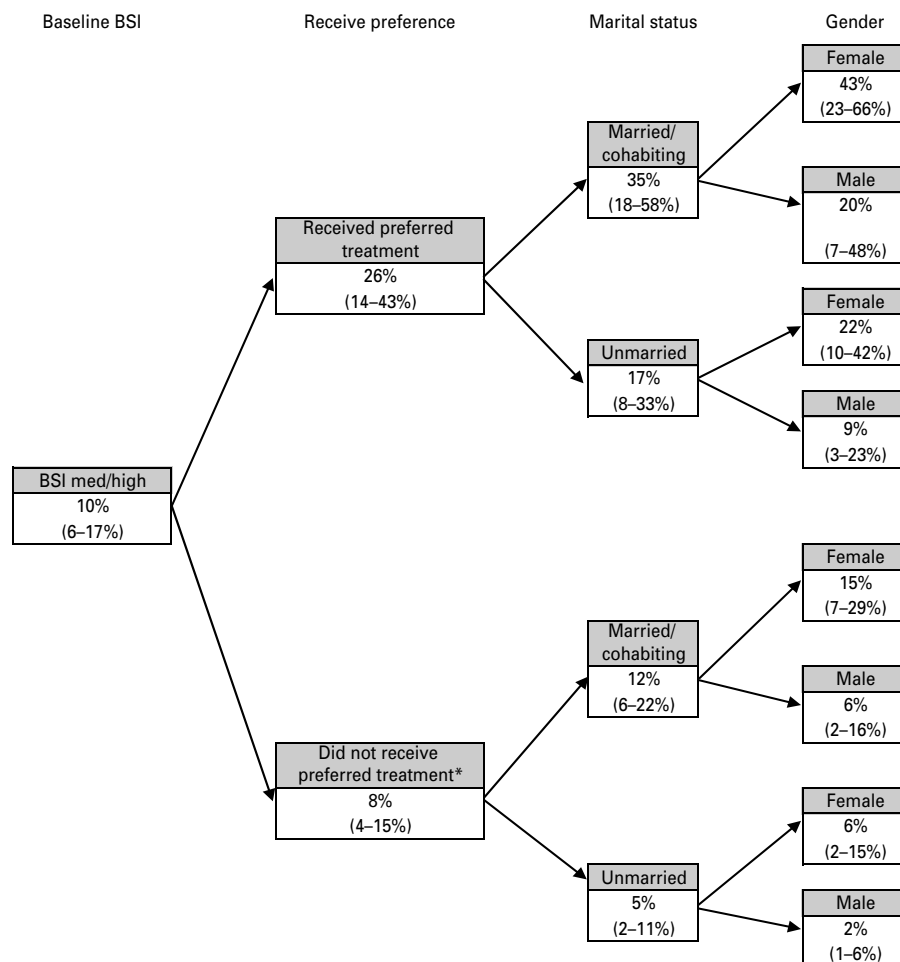 Baseline BSI
Receive preference
Marital status
Gender
Female
43%
(23–66%)
Married/
cohabiting
35%
(18–58%)
Male
20%
(7–48%)
Received preferred
treatment
26%
(14–43%)
Female
22%
(10–42%)
Unmarried
17%
(8–33%)
Male
9%
(3–23%)
BSI med/high
10%
(6–17%)
Female
15%
(7–29%)
Married/
cohabiting
12%
(6–22%)
Male
6%
(2–16%)
Did not receive
preferred treatment*
8%
(4–15%)
Female
6%
(2–15%)
Unmarried
5%
(2–11%)
Male
2%
(1–6%)